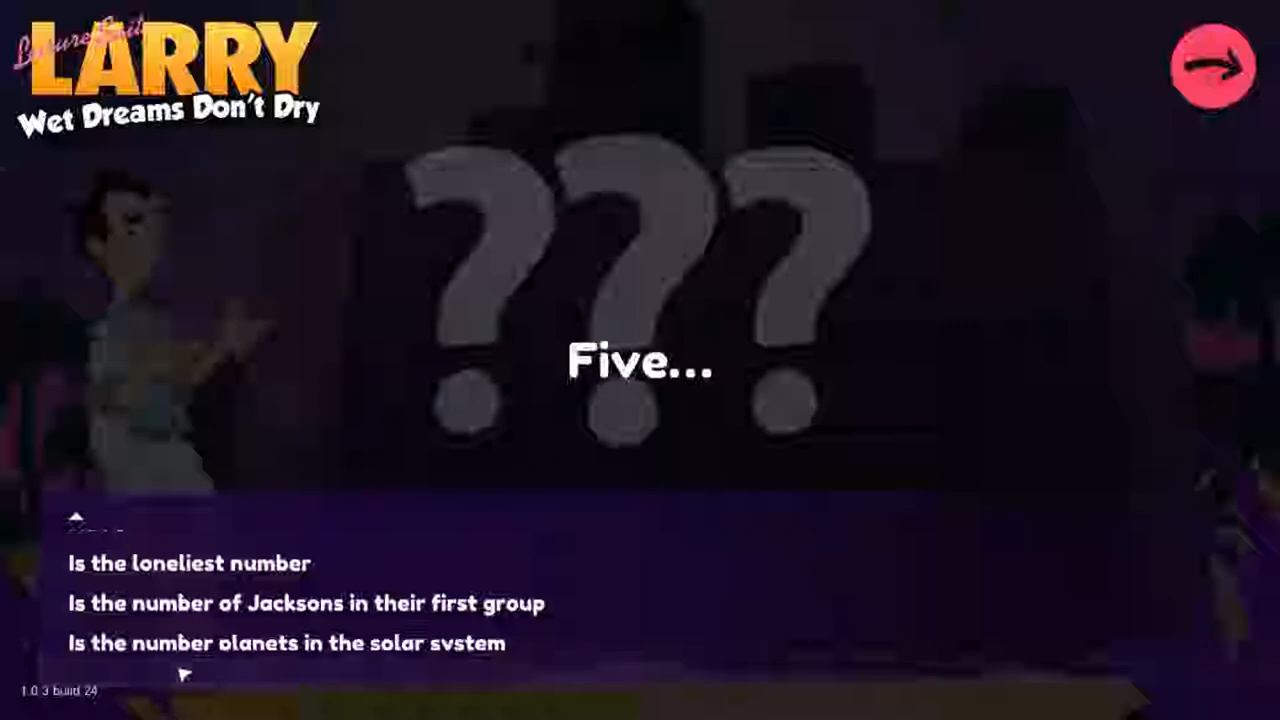 Leisure Suit
LARRY
Wet Dreams Don't Dry
???
Five...
Is the loneliest number
Is the number of Jacksons in their first group
Is the number planets in the solar system
1.0.3 build 24